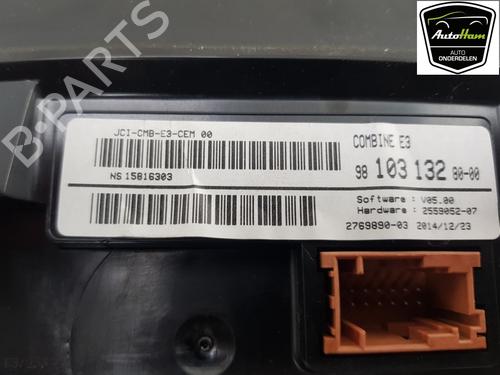 AutoHam
AUTO
ONDERDELEN
B-PARTS
JCI-CMB-E3-CEM 00
NS 15816303
COMBINE E3
98 103 132 80-00
Software : V05.00
Hardware : 2559052-07
2769890-03 2014/12/23